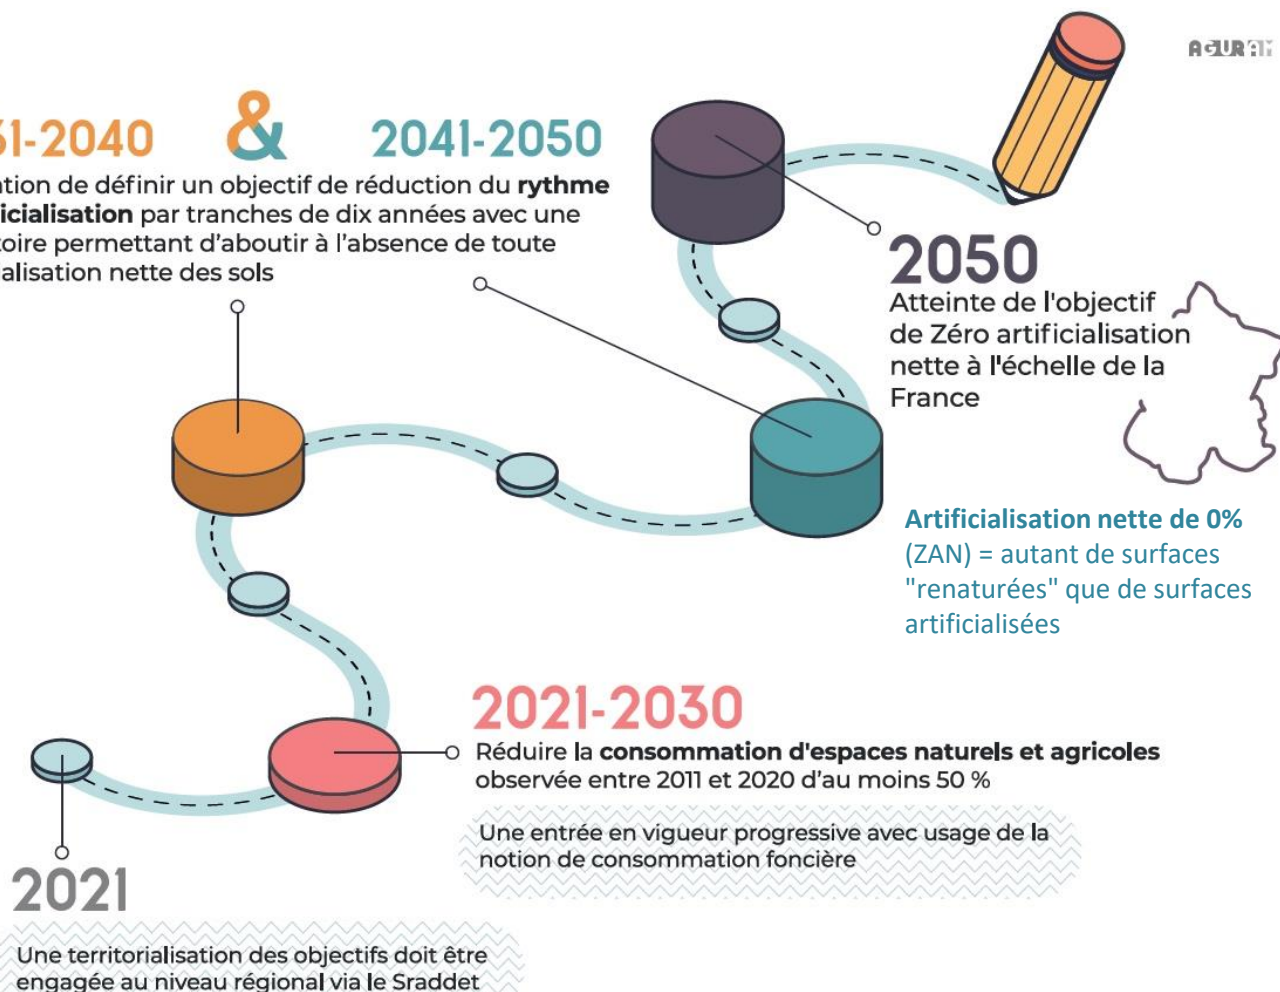 AGURAM
1-2040 & 2041-2050
ation de définir un objectif de réduction du rythme
icialisation par tranches de dix années avec une
toire permettant d’aboutir à l’absence de toute
ialisation nette des sols
2050
Atteinte de l'objectif
de Zéro artificialisation
nette à l'échelle de la
France
Artificialisation nette de 0%
(ZAN) = autant de surfaces
"renaturées" que de surfaces
artificialisées
2021-2030
Réduire la consommation d'espaces naturels et agricoles
observée entre 2011 et 2020 d’au moins 50 %
Une entrée en vigueur progressive avec usage de la
notion de consommation foncière
2021
Une territorialisation des objectifs doit être
engagée au niveau régional via le Sraddet